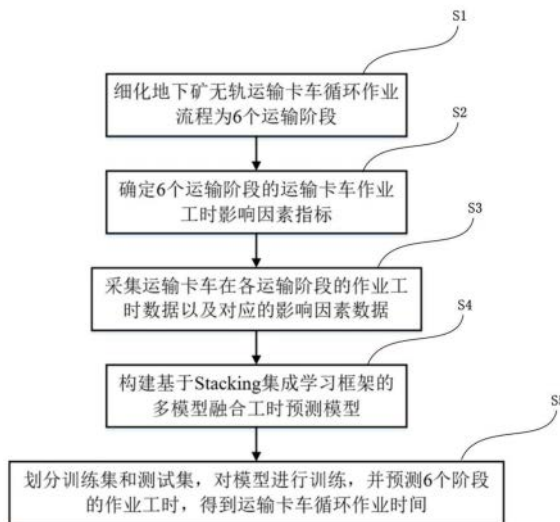 S1
细化地下矿无轨运输卡车循环作业
流程为6个运输阶段
S2
确定6个运输阶段的运输卡车作业
工时影响因素指标
S3
采集运输卡车在各运输阶段的作业工
时数据以及对应的影响因素数据
S4
构建基于Stacking集成学习框架的
多模型融合工时预测模型
S5
划分训练集和测试集，对模型进行训练，并预测6个阶段
的作业工时，得到运输卡车循环作业时间